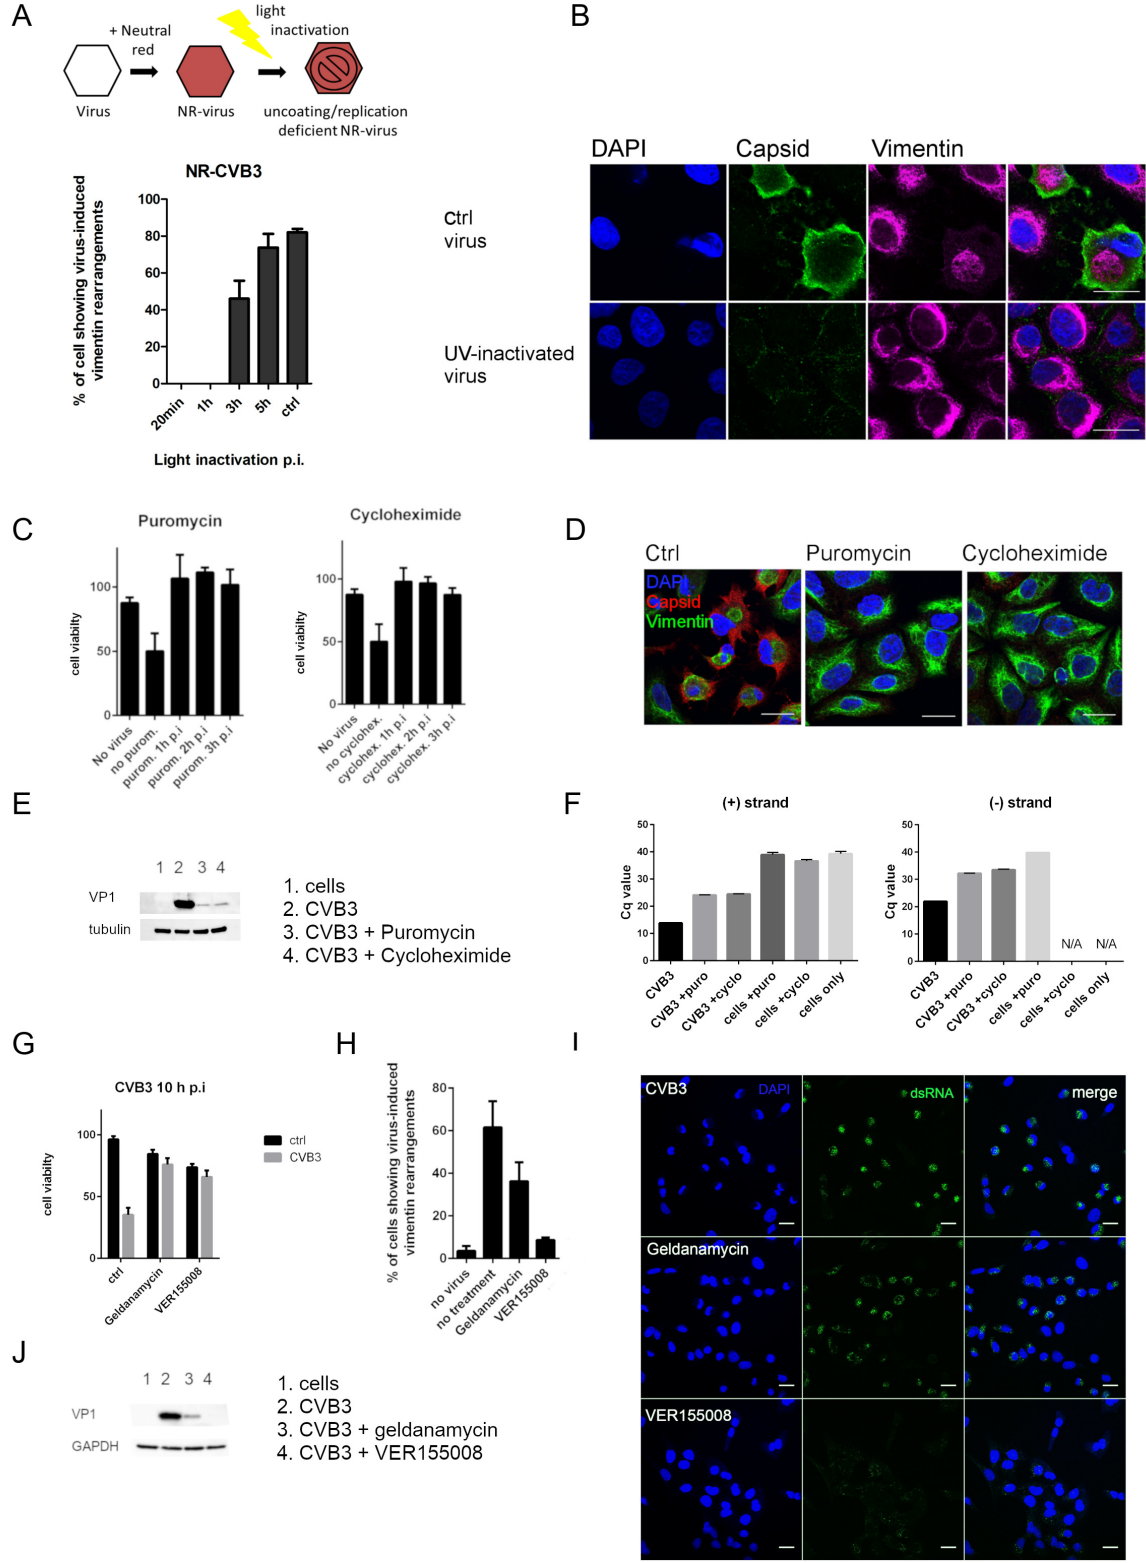 A
+ Neutral
red
light
inactivation
Virus
NR-virus
uncoating/replication
deficient NR-virus
NR-CVB3
% of cell showing virus-induced
vimentin rearrangements
100
80
60
40
20
0
20min
1h
3h
5h
ctrl
Light inactivation p.i.
B
DAPI
Capsid
Vimentin
ctrl
virus
UV-inactivated
virus
C
Puromycin
cell viabilty
100
50
0
No virus
no purom.
purom. 1h p.i
purom. 2h p.i
purom. 3h p.i
Cycloheximide
cell viabilty
100
50
0
No virus
no cyclohex.
cyclohex. 1h p.i
cyclohex. 2h p.i
cyclohex. 3h p.i
D
Ctrl
Puromycin
Cycloheximide
DAPI
Capsid
Vimentin
E
1 2 3 4
VP1
tubulin
1. cells
2. CVB3
3. CVB3 + Puromycin
4. CVB3 + Cycloheximide
F
(+) strand
Cq value
50
40
30
20
10
0
CVB3
CVB3 +puro
CVB3 +cyclo
cells +puro
cells +cyclo
cells only
(-) strand
Cq value
50
40
30
20
10
0
N/A
N/A
CVB3
CVB3 +puro
CVB3 +cyclo
cells +puro
cells +cyclo
cells only
G
CVB3 10 h p.i
cell viabilty
100
50
0
ctrl
Geldanamycin
VER155008
ctrl
CVB3
H
% of cells showing virus-induced
vimentin rearrangements
80
60
40
20
0
no virus
no treatment
Geldanamycin
VER155008
I
CVB3
DAPI
dsRNA
merge
Geldanamycin
VER155008
J
1 2 3 4
VP1
GAPDH
1. cells
2. CVB3
3. CVB3 + geldanamycin
4. CVB3 + VER155008